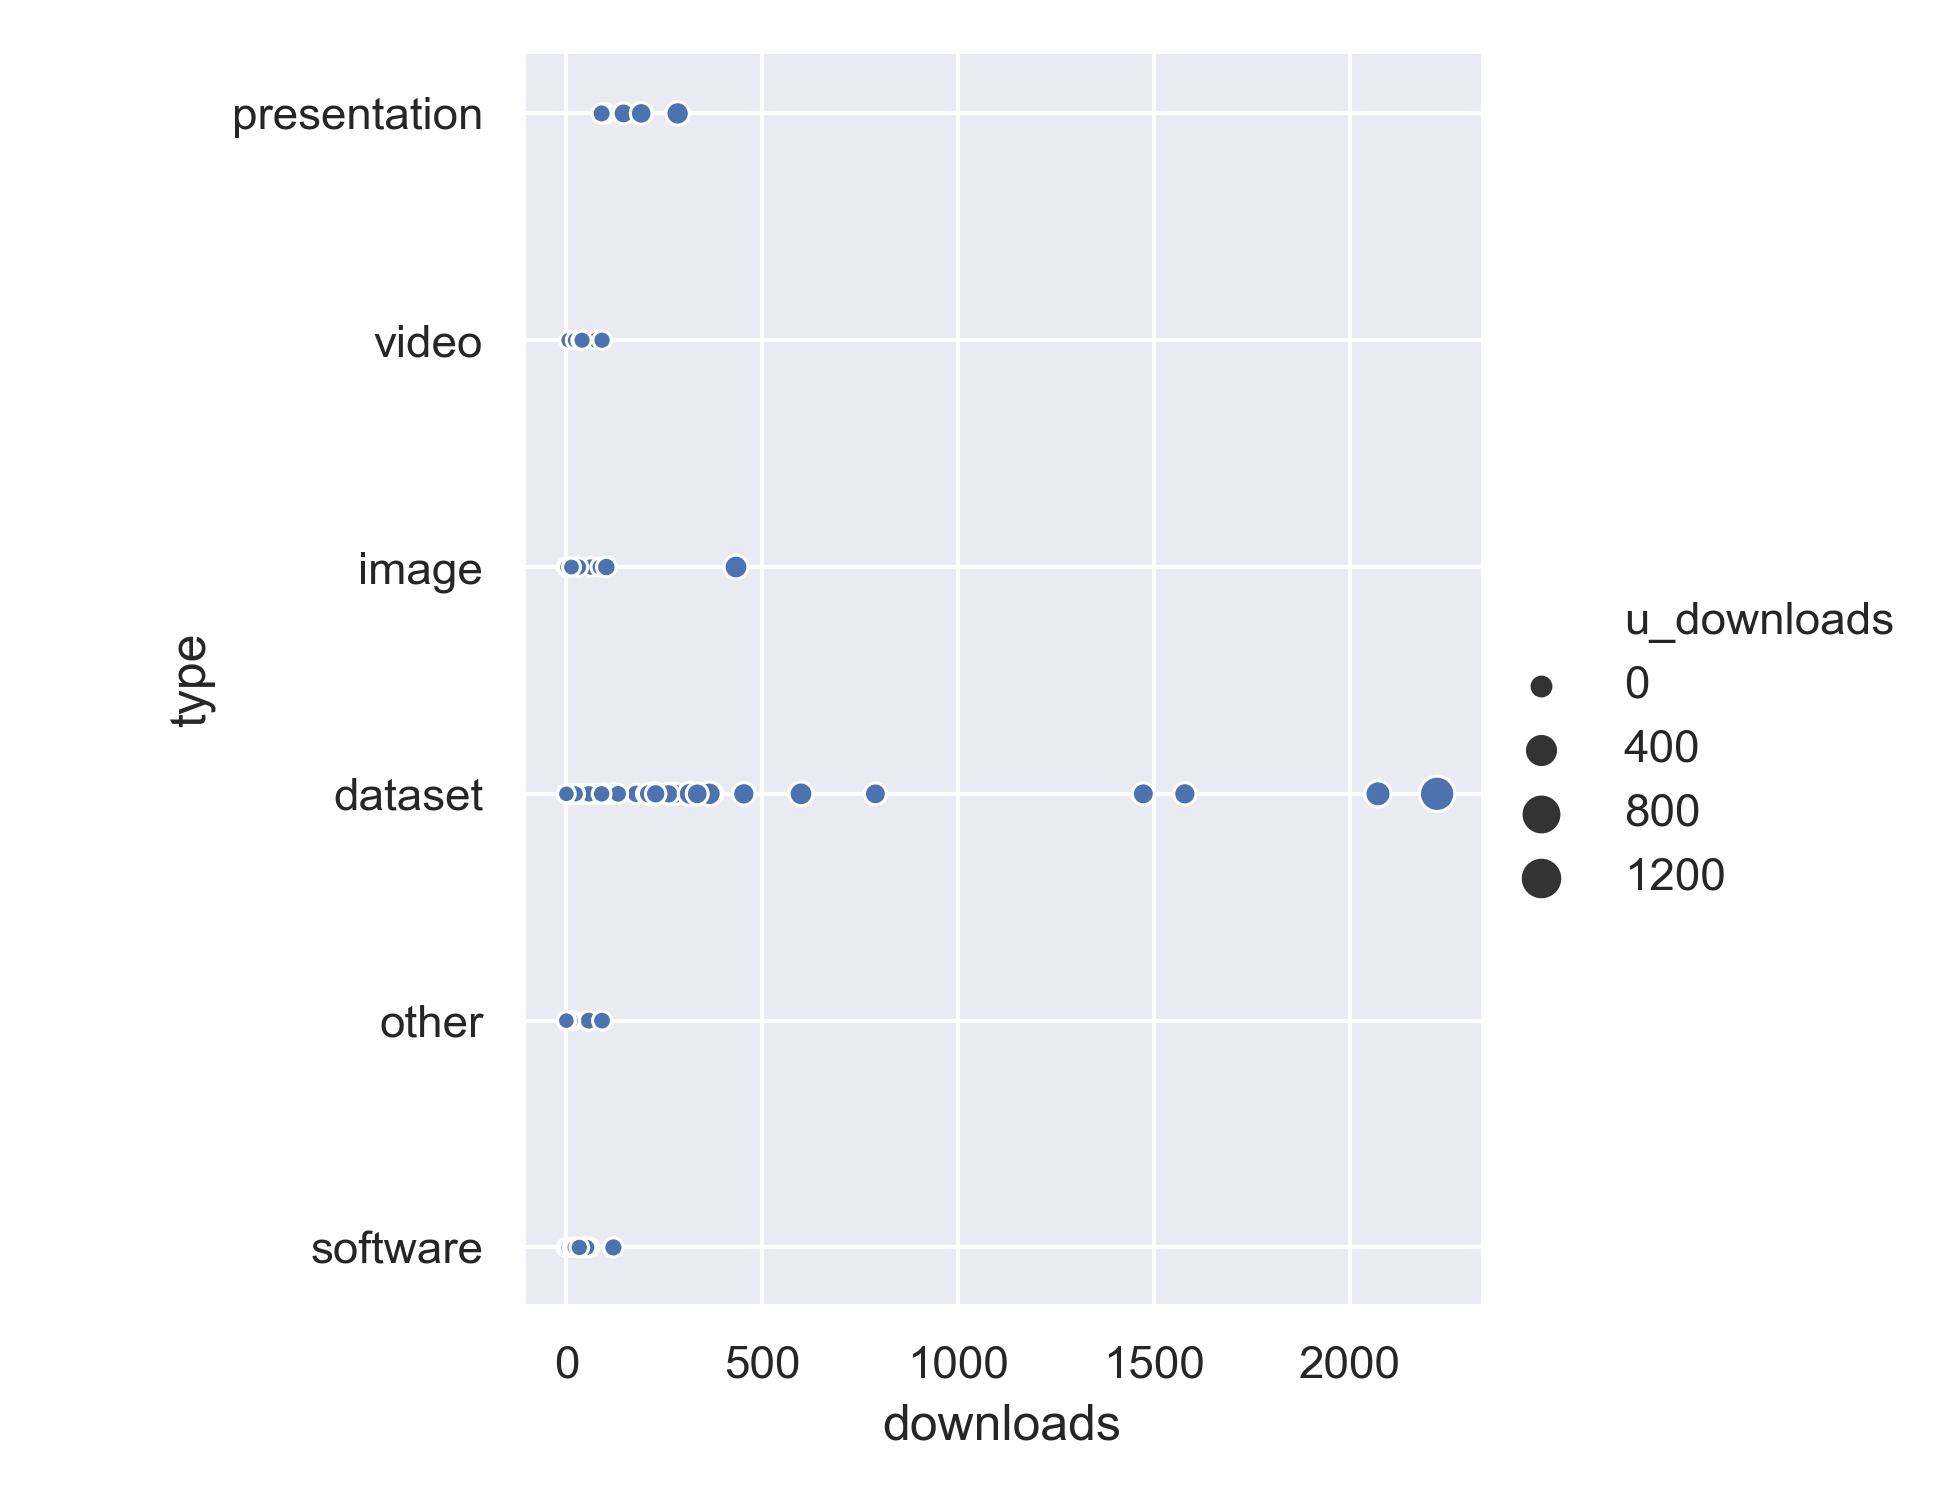 presentation
video
image
dataset
other
software
type
0
500
1000
1500
2000
downloads
u_downloads
0
400
800
1200